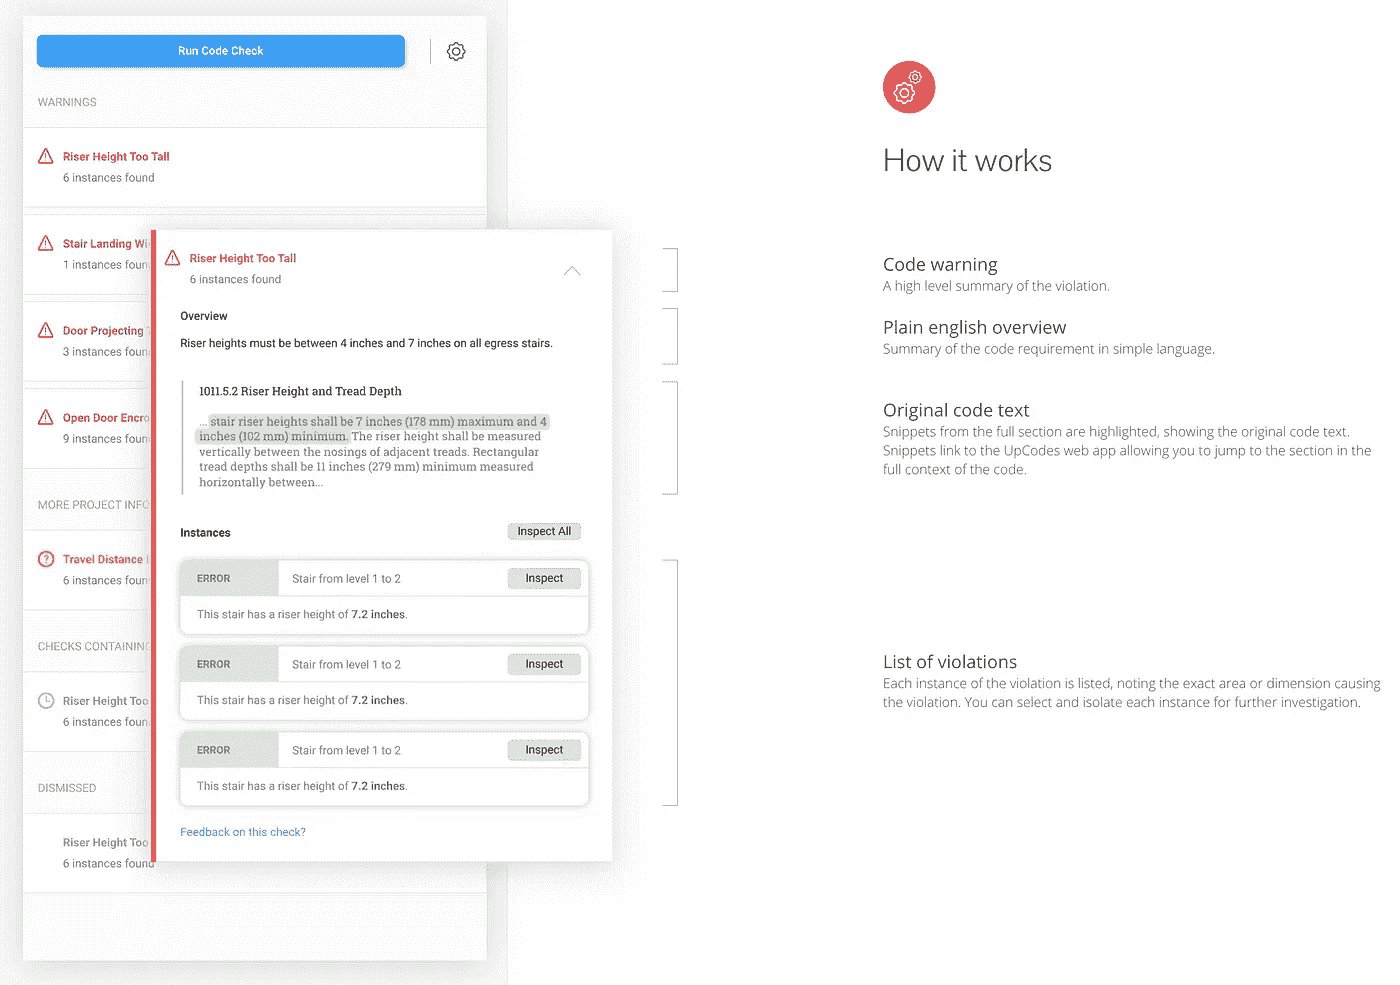 Run Code Check
WARNINGS
Riser Height Too Tall
6 instances found
Stair Landing
1 instances
Door Projecting
3 instances
Open Door
9 instances
MORE PROJECT
Travel Distance
6 instances
CHECKS
Riser Height Too
6 instances
DISMISSED
Riser Height Too
6 instances found
Riser Height Too Tall
6 instances found
Overview
Riser heights must be between 4 inches and 7 inches on all egress stairs.
1011.5.2 Riser Height and Tread Depth
... stair riser heights shall be 7 inches (178 mm) maximum and 4
inches (102 mm) minimum. The riser height shall be measured
vertically between the nosings of adjacent treads. Rectangular
tread depths shall be 11 inches (279 mm) minimum measured
horizontally between...
Instances
Inspect All
ERROR Stair from level 1 to 2 Inspect
This stair has a riser height of 7.2 inches.
ERROR Stair from level 1 to 2 Inspect
This stair has a riser height of 7.2 inches.
ERROR Stair from level 1 to 2 Inspect
This stair has a riser height of 7.2 inches.
Feedback on this check?
How it works
Code warning
A high level summary of the violation.
Plain english overview
Summary of the code requirement in simple language.
Original code text
Snippets from the full section are highlighted, showing the original code text.
Snippets link to the UpCodes web app allowing you to jump to the section in the
full context of the code.
List of violations
Each instance of the violation is listed, noting the exact area or dimension causing
the violation. You can select and isolate each instance for further investigation.